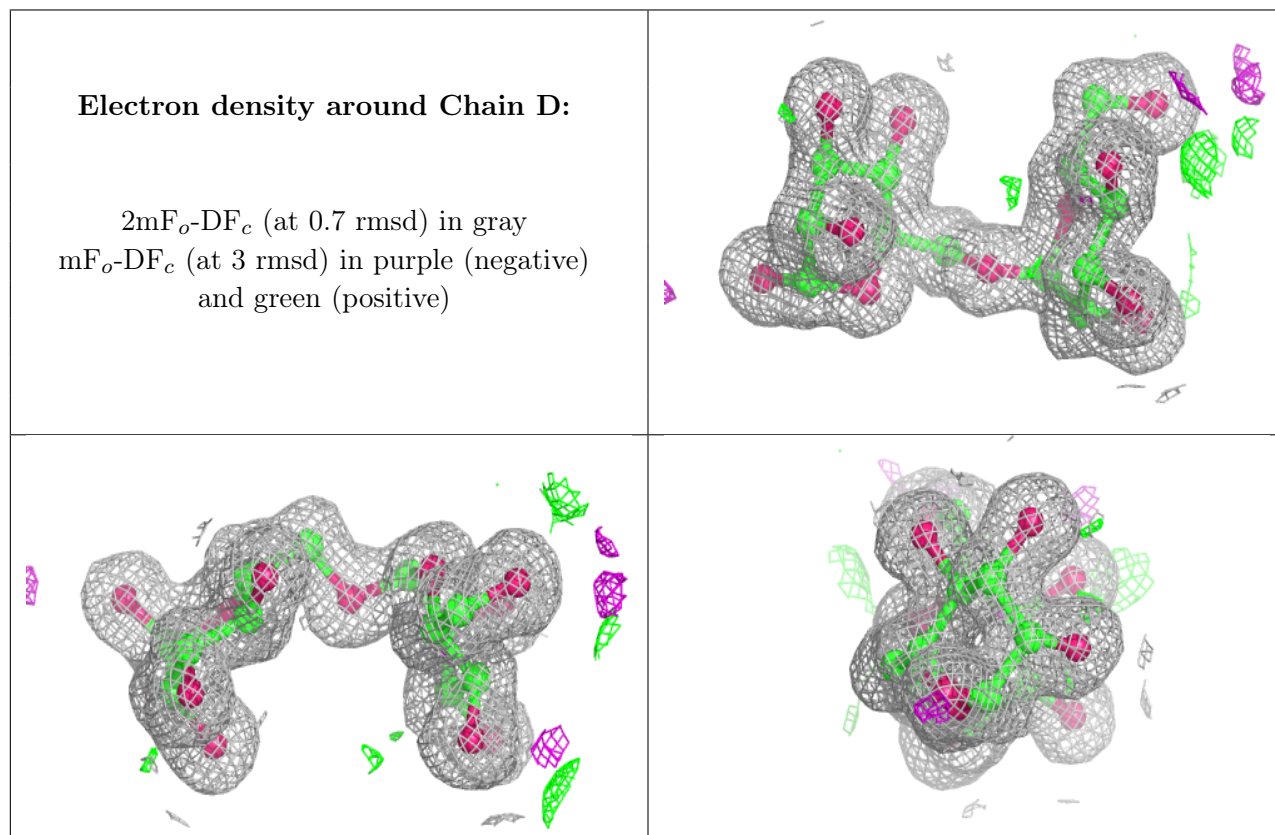 Electron density around Chain D:
2mFo-DFc (at 0.7 rmsd) in gray
mFo-DFc (at 3 rmsd) in purple (negative)
and green (positive)